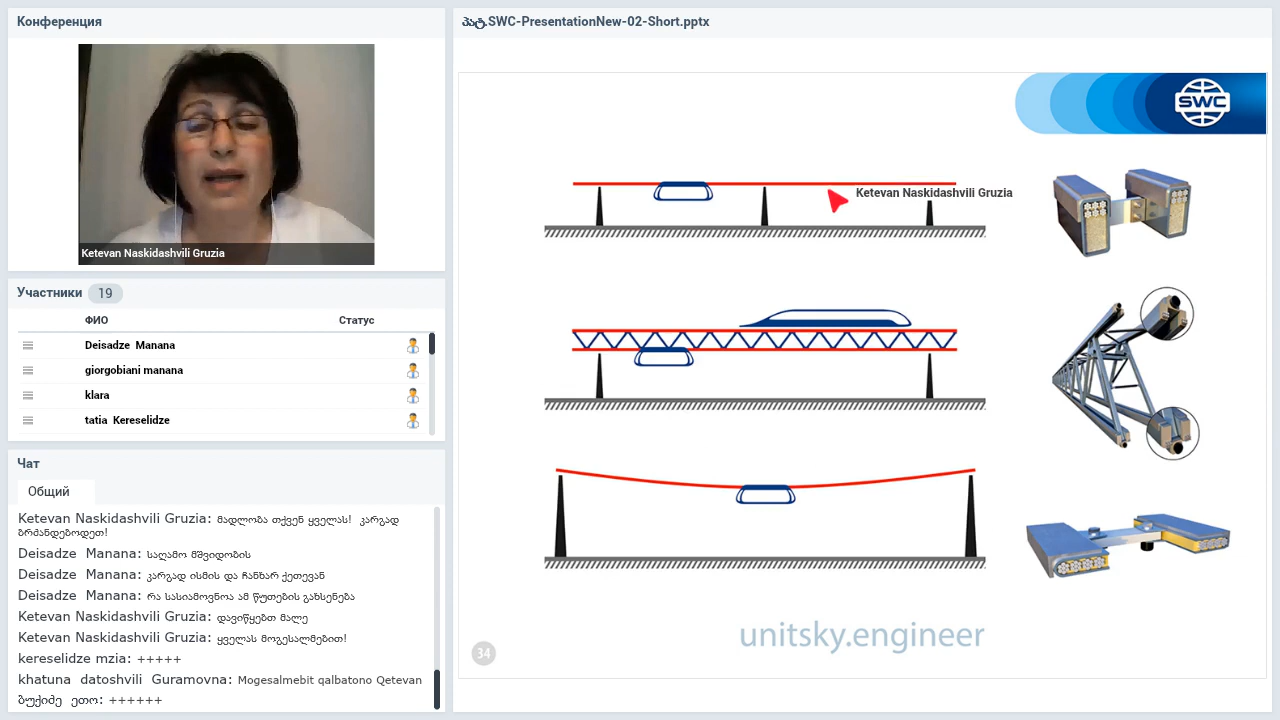 Конференция
Ketevan Naskidashvili Gruzia
Участники 19
ФИО Статус
Deisadze Manana
giorgobiani manana
klara
tatia Kereselidze
Чат
Общий
Ketevan Naskidashvili Gruzia: მადლობა თქვენ ყველას! კარგად
ბრძანდებოდეთ!
Deisadze Manana: საღამო მშვიდობის
Deisadze Manana: კარგად ისმის და ჩანხარ ქეთევან
Deisadze Manana: რა სასიამოვნოა ამ წუთების გახსენება
Ketevan Naskidashvili Gruzia: დავიწყებთ მალე
Ketevan Naskidashvili Gruzia: ყველას მოგესალმებით!
kereselidze mzia: +++++
khatuna datoshvili Guramovna: Mogesalmebit qalbatono Qetevan
ბუქიძე ეთო: ++++++
პატ.SWC-PresentationNew-02-Short.pptx
SWC
Ketevan Naskidashvili Gruzia
unitsky.engineer
34